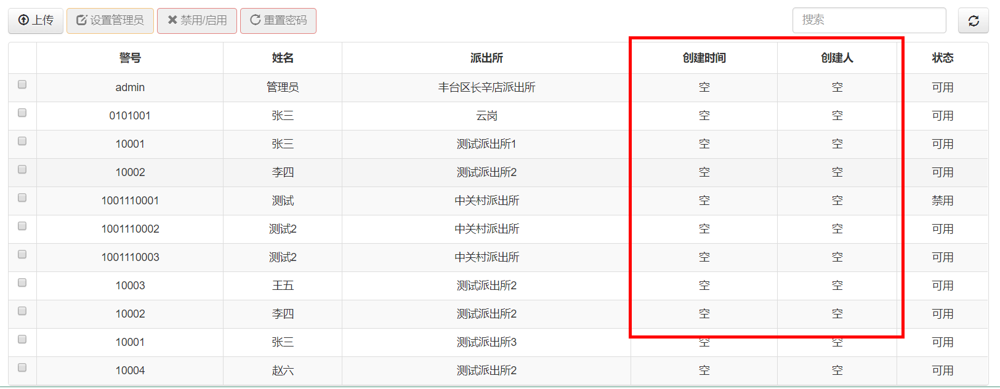 上传 设置管理员 禁用/启用 重置密码 搜索
警号 姓名 派出所 创建时间 创建人 状态
admin 管理员 丰台区长辛店派出所 空 空 可用
0101001 张三 云岗 空 空 可用
10001 张三 测试派出所1 空 空 可用
10002 李四 测试派出所2 空 空 可用
1001110001 测试 中关村派出所 空 空 禁用
1001110002 测试2 中关村派出所 空 空 可用
1001110003 测试2 中关村派出所 空 空 可用
10003 王五 测试派出所2 空 空 可用
10002 李四 测试派出所2 空 空 可用
10001 张三 测试派出所3 空 空 可用
10004 赵六 测试派出所2 空 空 可用